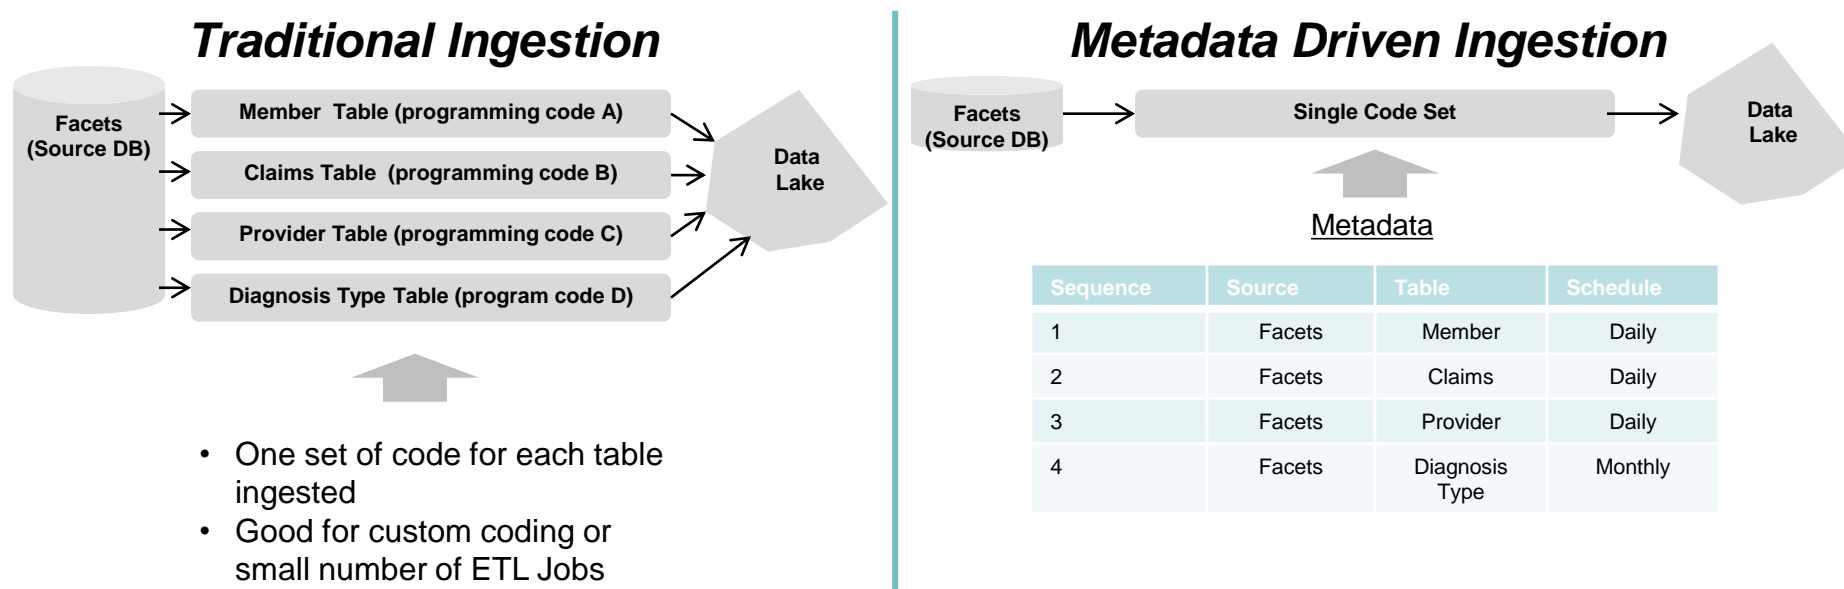 Traditional Ingestion
Facets
(Source DB)
Member Table (programming code A)
Claims Table (programming code B)
Provider Table (programming code C)
Diagnosis Type Table (program code D)
Data
Lake
• One set of code for each table
ingested
• Good for custom coding or
small number of ETL Jobs
Metadata Driven Ingestion
Facets
(Source DB)
Single Code Set
Data
Lake
Metadata
Sequence Source Table Schedule
1 Facets Member Daily
2 Facets Claims Daily
3 Facets Provider Daily
4 Facets Diagnosis Monthly
Type